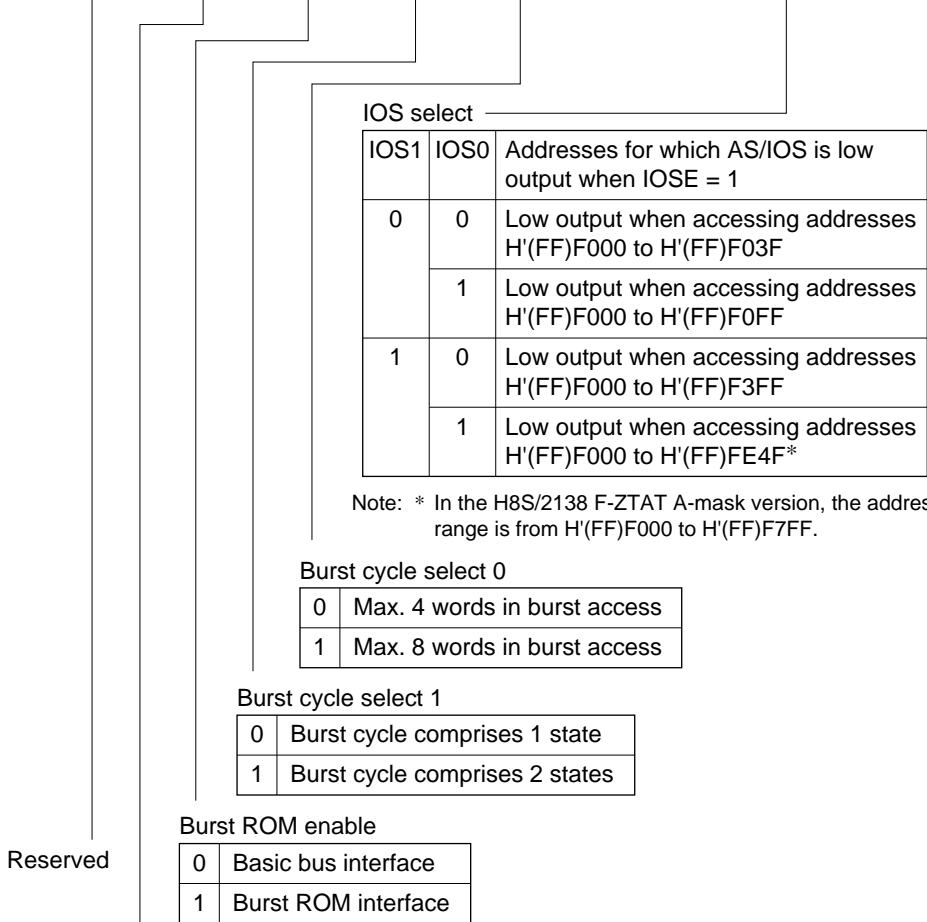 IOS select
IOS1 IOS0 Addresses for which AS/IOS is low
output when IOSE = 1
0 0 Low output when accessing addresses
H'(FF)F000 to H'(FF)F03F
1 Low output when accessing addresses
H'(FF)F000 to H'(FF)F0FF
1 0 Low output when accessing addresses
H'(FF)F000 to H'(FF)F3FF
1 Low output when accessing addresses
H'(FF)F000 to H'(FF)FE4F*
Note: * In the H8S/2138 F-ZTAT A-mask version, the addres
range is from H'(FF)F000 to H'(FF)F7FF.
Burst cycle select 0
0 Max. 4 words in burst access
1 Max. 8 words in burst access
Burst cycle select 1
0 Burst cycle comprises 1 state
1 Burst cycle comprises 2 states
Burst ROM enable
Reserved
0 Basic bus interface
1 Burst ROM interface